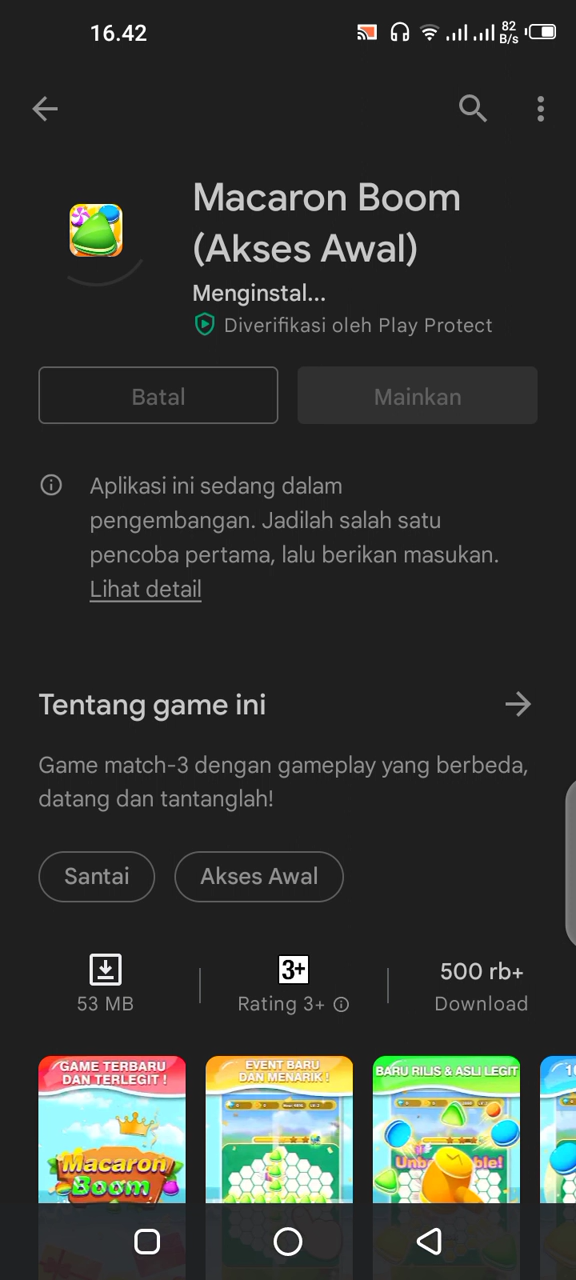 16.42
82
B/s
Macaron Boom
(Akses Awal)
Menginstal...
Diverifikasi oleh Play Protect
Batal
Mainkan
Aplikasi ini sedang dalam
pengembangan. Jadilah salah satu
pencoba pertama, lalu berikan masukan.
Lihat detail
Tentang game ini
Game match-3 dengan gameplay yang berbeda,
datang dan tantanglah!
Santai
Akses Awal
53 MB
3+
Rating 3+
500 rb+
Download
GAME TERBARU
DAN TERLEGIT !
Macaron
Boom
EVENT BARU
DAN MENARIK !
BARU RILIS & ASLI LEGIT